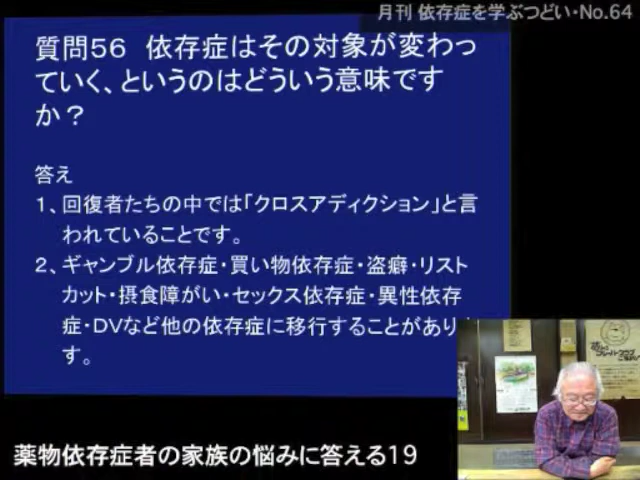 月刊 依存症を学ぶつどい・No.64
質問５６　依存症はその対象が変わっ
ていく、というのはどういう意味です
か？
答え
１、回復者たちの中では「クロスアディクション」と言
われていることです。
２、ギャンブル依存症・買い物依存症・盗癖・リスト
カット・摂食障がい・セックス依存症・異性依存
症・ＤＶなど他の依存症に移行することがありま
す。
薬物依存症者の家族の悩みに答える19